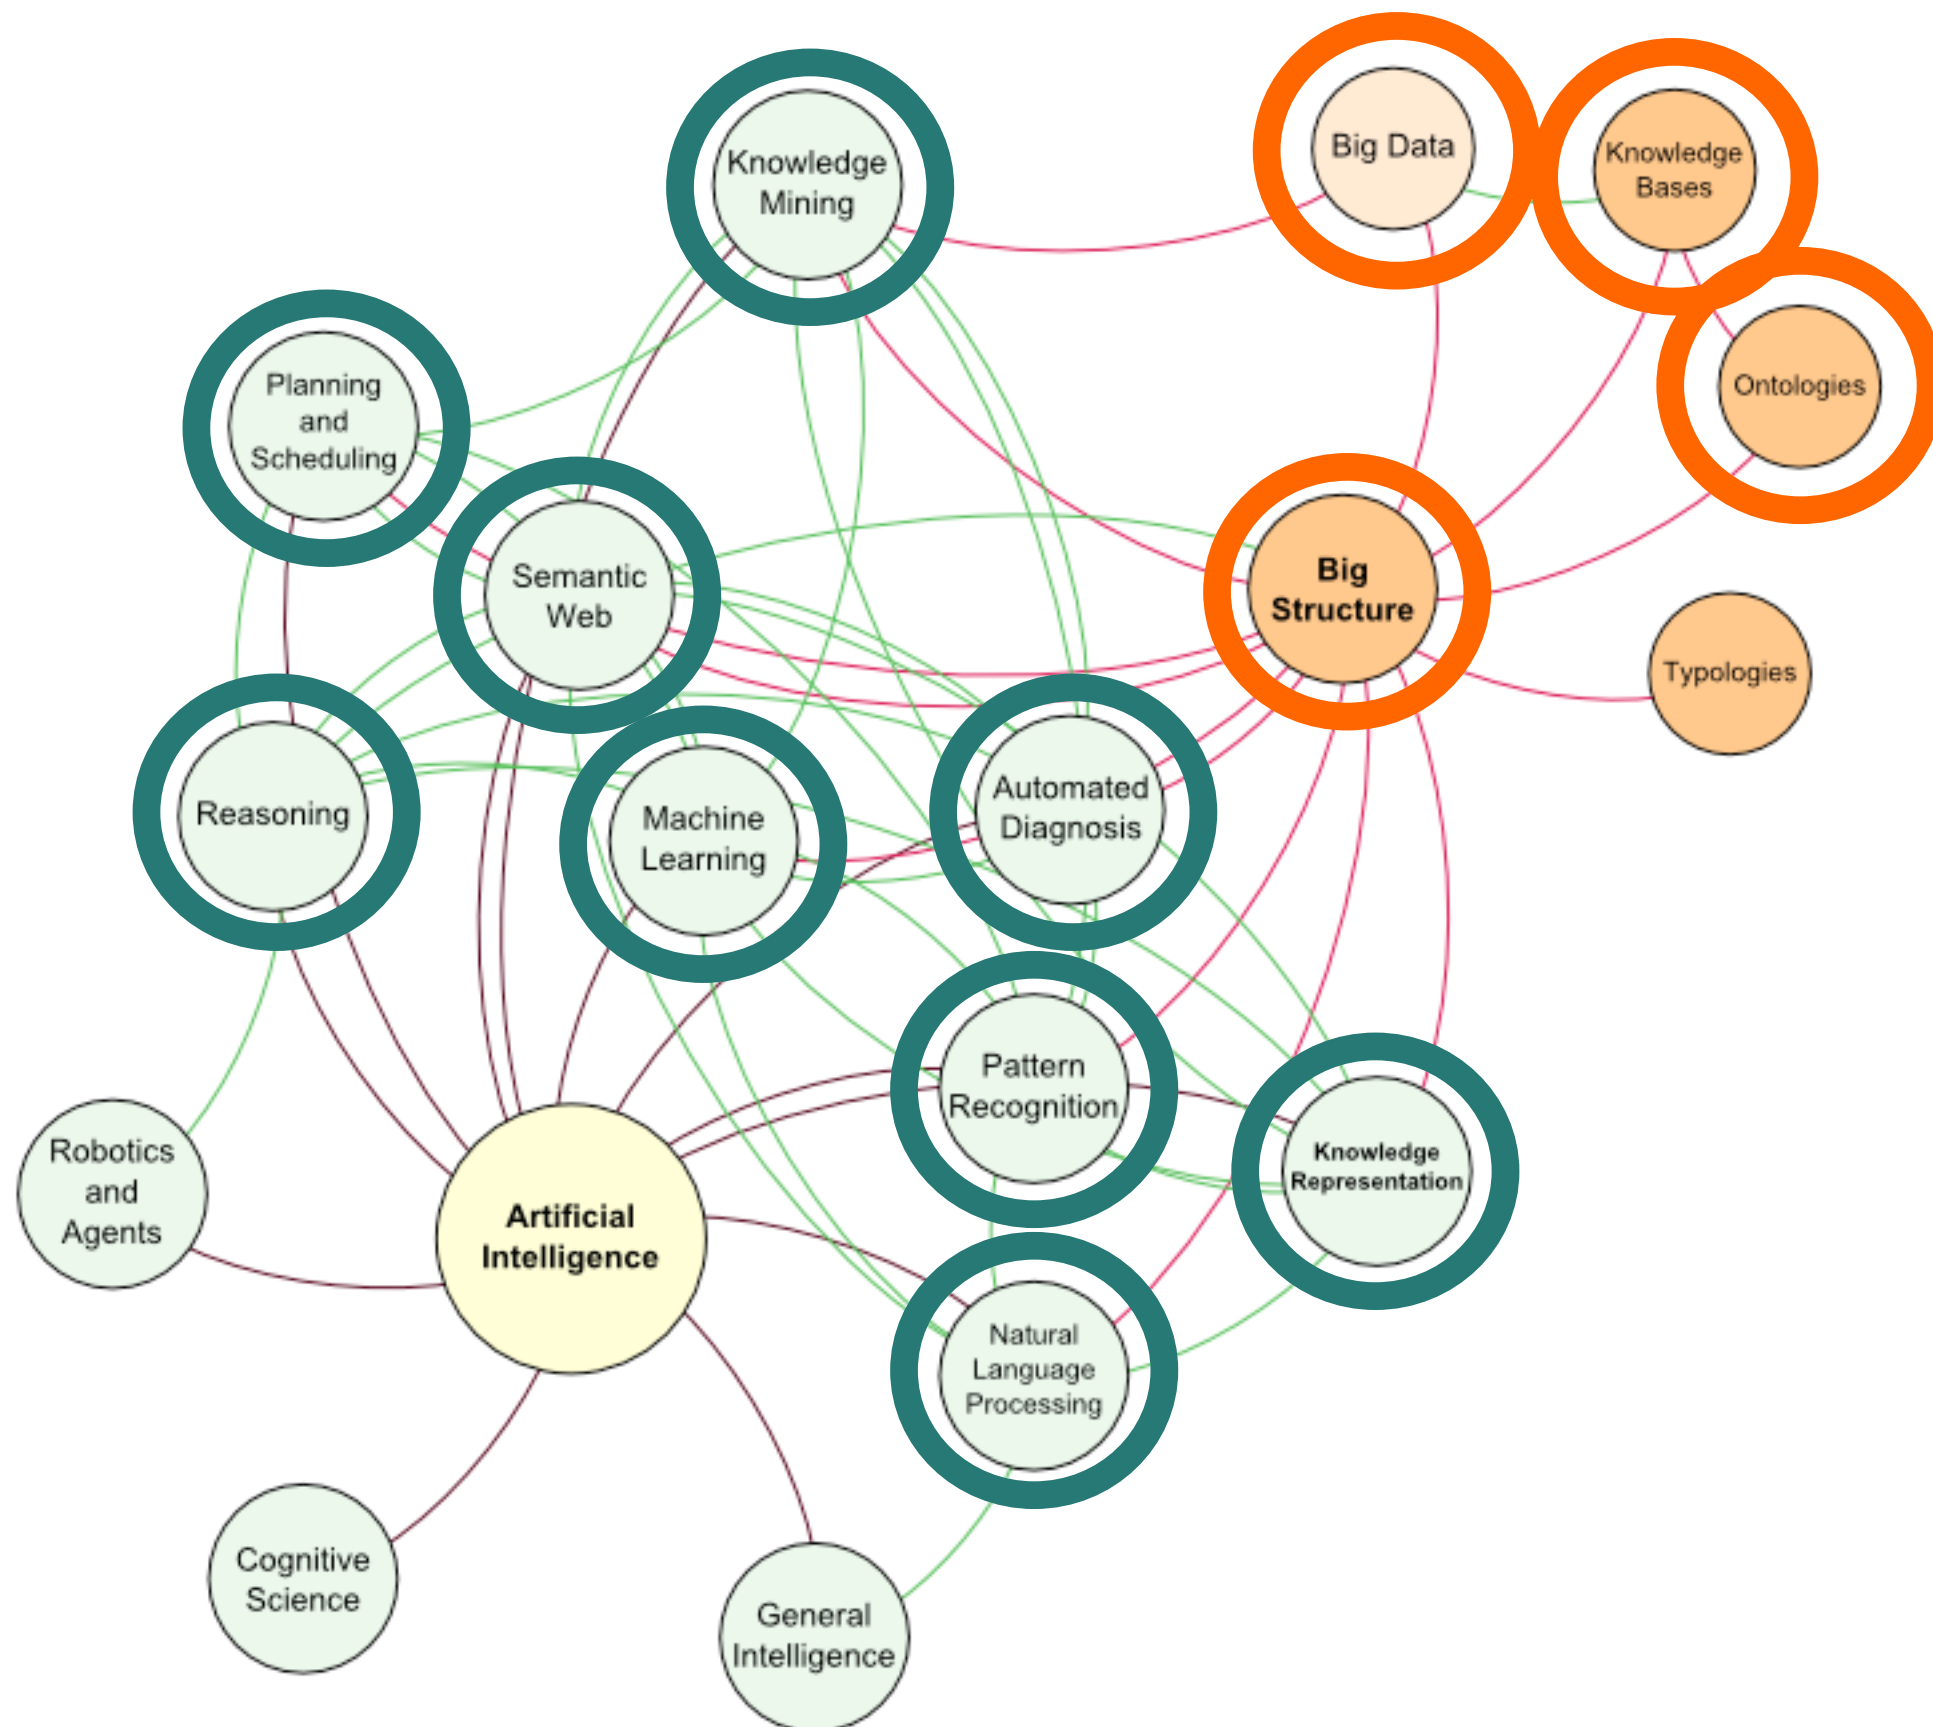 Knowledge
Mining
Big Data
Knowledge
Bases
Planning
and
Scheduling
Ontologies
Semantic
Web
Big
Structure
Typologies
Reasoning
Machine
Learning
Automated
Diagnosis
Pattern
Recognition
Knowledge
Representation
Robotics
and
Agents
Artificial
Intelligence
Natural
Language
Processing
Cognitive
Science
General
Intelligence